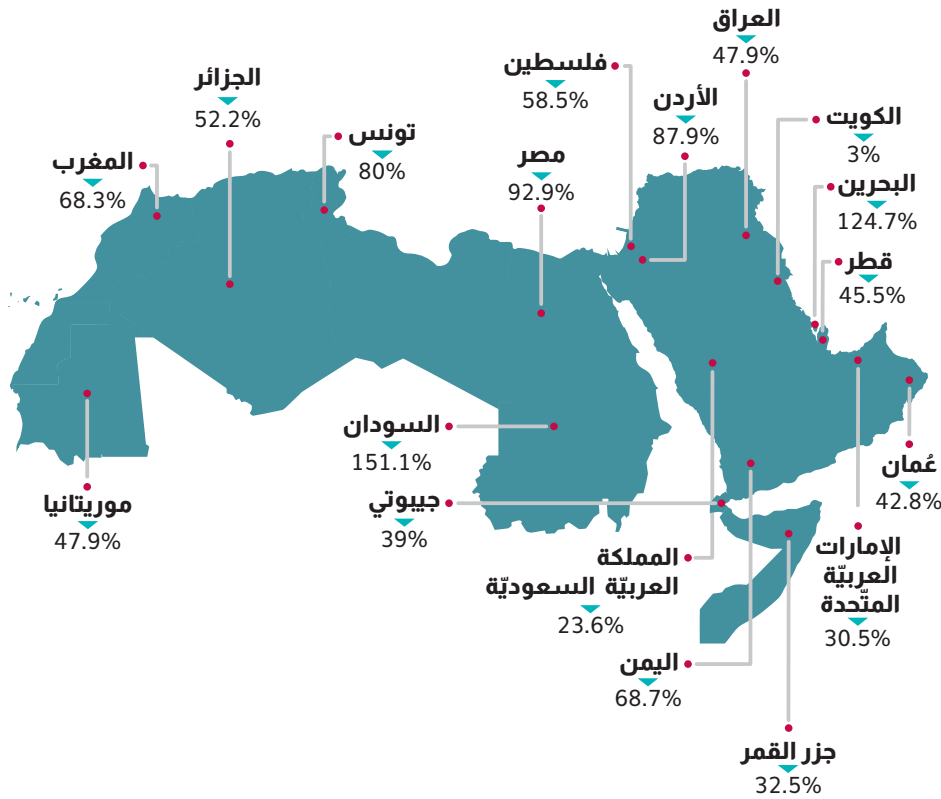 العراق
47.9%
فلسطين
58.5%
الجزائر
52.2%
الأردن
87.9%
الكويت
3%
تونس
80%
مصر
92.9%
المغرب
68.3%
البحرين
124.7%
قطر
45.5%
السودان
151.1%
عُمان
42.8%
موريتانيا
47.9%
جيبوتي
39%
الإمارات
العربيّة
المتّحدة
30.5%
المملكة
العربيّة السعوديّة
23.6%
اليمن
68.7%
جزر القمر
32.5%